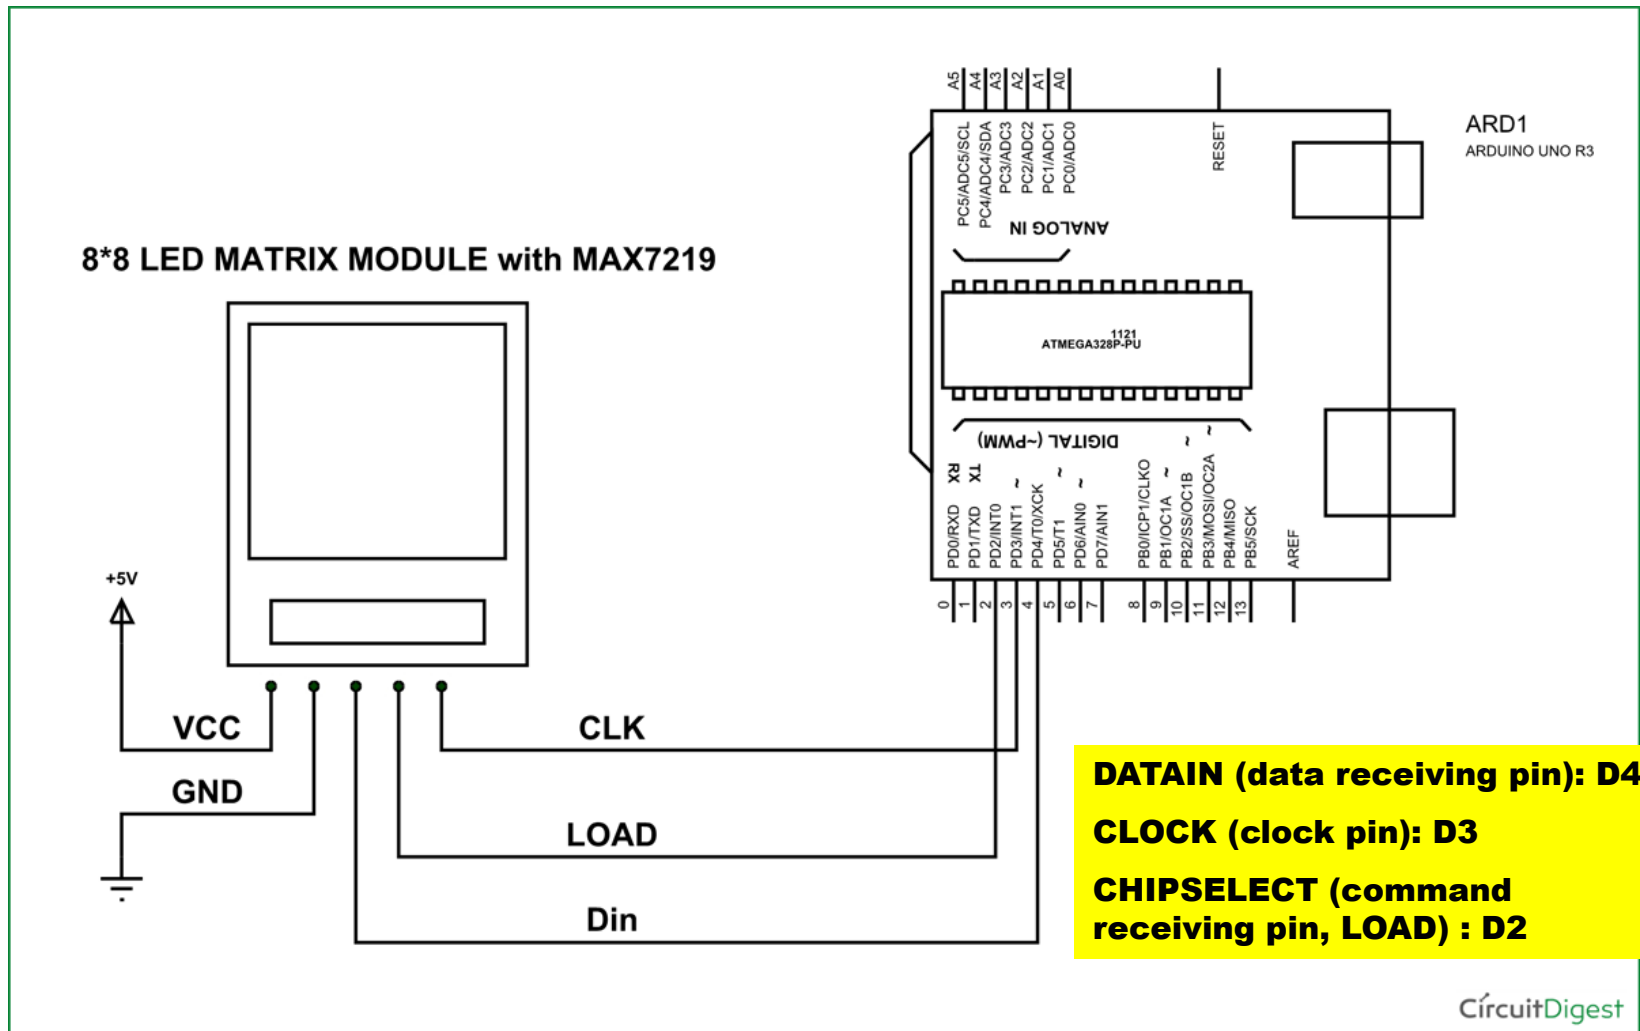 A5
A4
A3
A2
A1
A0
PC5/ADC5/SCL
PC4/ADC4/SDA
PC3/ADC3
PC2/ADC2
PC1/ADC1
PC0/ADC0
RESET
ARD1
ARDUINO UNO R3
ANALOG IN
8*8 LED MATRIX MODULE with MAX7219
1121
ATMEGA328P-PU
DIGITAL (~PWM)
RX
TX
~
~
~
~
~
~
PD0/RXD
PD1/TXD
PD2/INT0
PD3/INT1
PD4/T0/XCK
PD5/T1
PD6/AIN0
PD7/AIN1
PB0/ICP1/CLKO
PB1/OC1A
PB2/SS/OC1B
PB3/MOSI/OC2A
PB4/MISO
PB5/SCK
AREF
0
1
2
3
4
5
6
7
8
9
10
11
12
13
+5V
VCC
CLK
GND
LOAD
Din
DATAIN (data receiving pin): D4
CLOCK (clock pin): D3
CHIPSELECT (command
receiving pin, LOAD) : D2
CircuitDigest